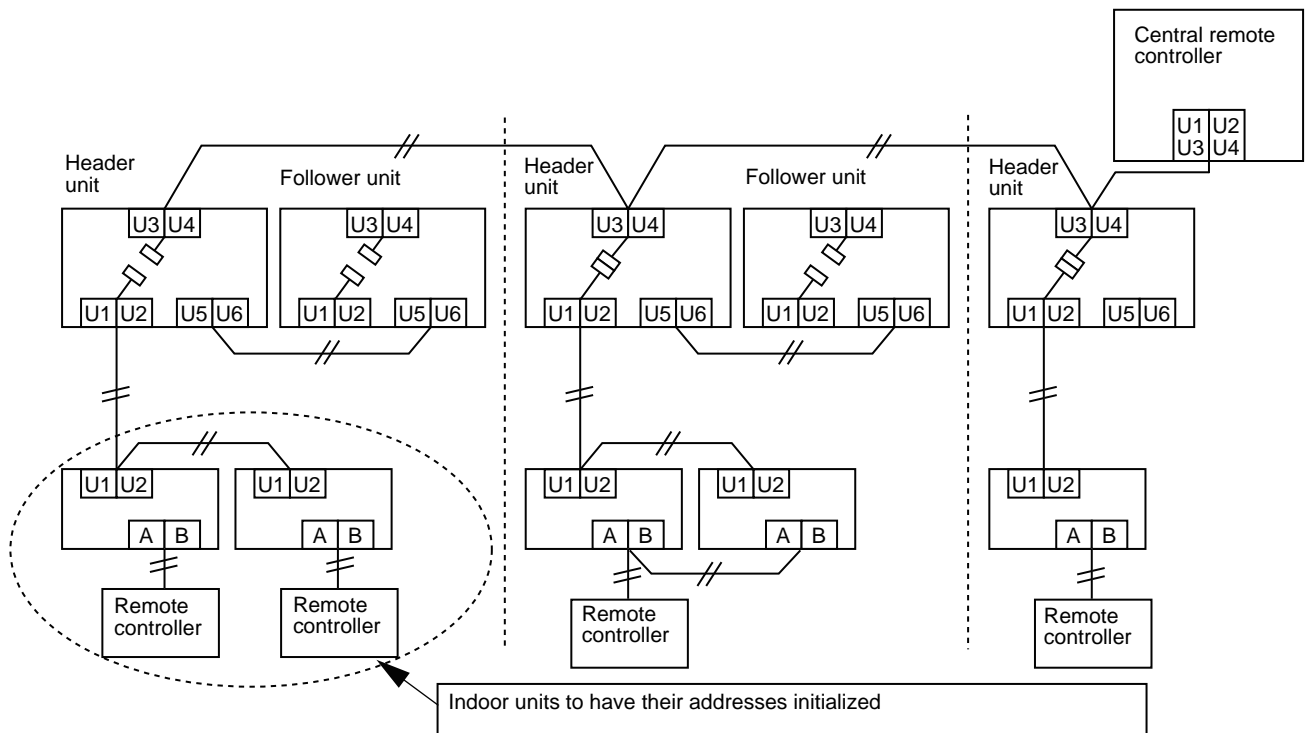 Central remote
controller
U1 U2
U3 U4
Header
unit
Follower unit
Header
unit
Follower unit
Header
unit
U3 U4
U3 U4
U3 U4
U3 U4
U3 U4
U1 U2
U5 U6
U1 U2
U5 U6
U1 U2
U5 U6
U1 U2
U5 U6
U1 U2
U5 U6
U1 U2
U1 U2
U1 U2
U1 U2
U1 U2
A B
A B
A B
A B
A B
Remote
controller
Remote
controller
Remote
controller
Remote
controller
Indoor units to have their addresses initialized